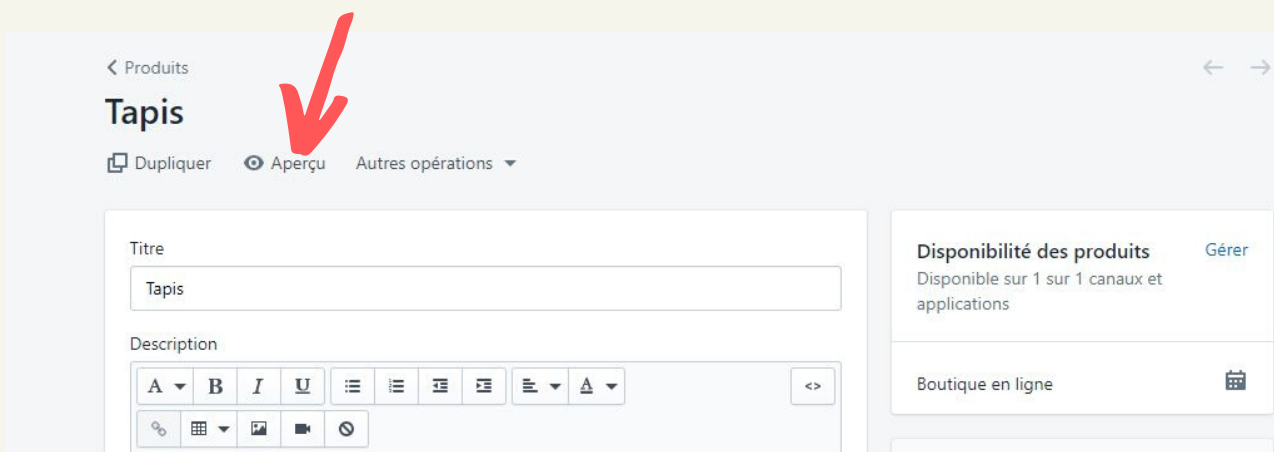 Produits
Tapis
Dupliquer Aperçu Autres opérations
Titre
Tapis
Description
A B I U A <>
Disponibilité des produits Gérer
Disponible sur 1 sur 1 canaux et
applications
Boutique en ligne